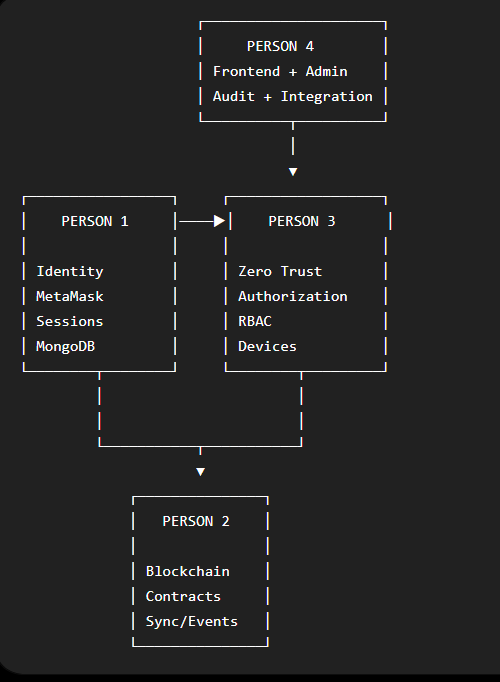 PERSON 4
Frontend + Admin
Audit + Integration
PERSON 1
Identity
MetaMask
Sessions
MongoDB
PERSON 3
Zero Trust
Authorization
RBAC
Devices
PERSON 2
Blockchain
Contracts
Sync/Events